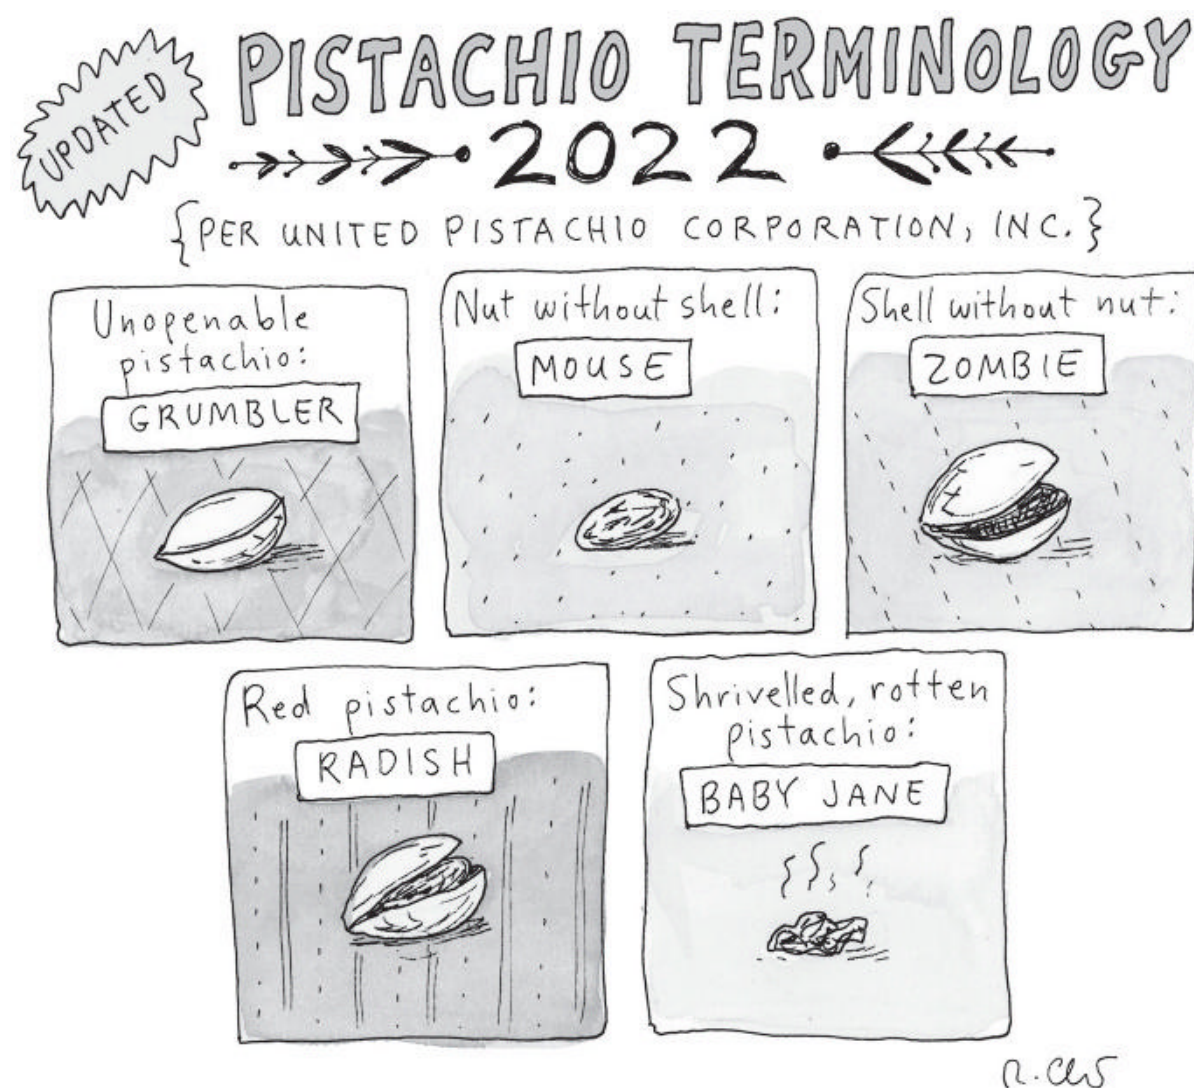 UPDATED
PISTACHIO TERMINOLOGY
2022
{PER UNITED PISTACHIO CORPORATION, INC.}
Unopenable
pistachio:
GRUMBLER
Nut without shell:
MOUSE
Shell without nut:
ZOMBIE
Red pistachio:
RADISH
Shrivelled, rotten
pistachio:
BABY JANE